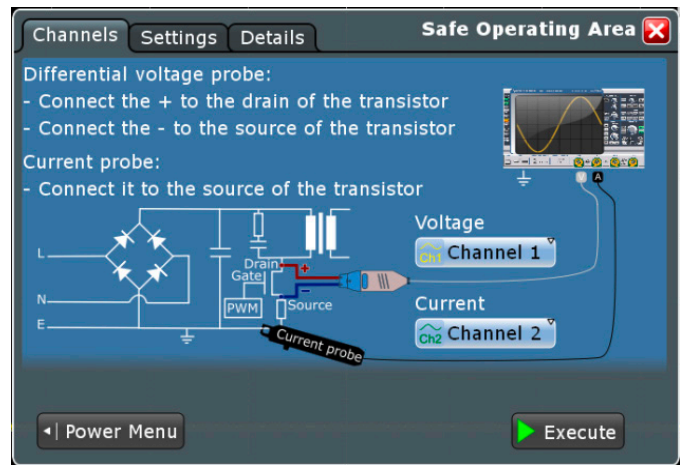 Channels
Settings
Details
Safe Operating Area
Differential voltage probe:
- Connect the + to the drain of the transistor
- Connect the - to the source of the transistor
Current probe:
- Connect it to the source of the transistor
V
A
Voltage
Ch1 Channel 1
L
Drain
+
Gate
-
N
PWM
Source
Current
Ch2 Channel 2
E
Current probe
Power Menu
Execute